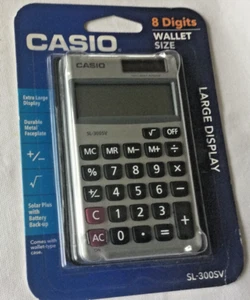 CASIO
8 Digits
WALLET
SIZE
Extra Large
Display
Durable
Metal
Faceplate
+/−
√
Solar Plus
with
Battery
Back-up
Comes with
wallet-type
case.
LARGE DISPLAY
SL-300SV
CASIO
SL-300SV
√ OFF
MC MR M− M+ ÷
% 7 8 9 ×
+/− 4 5 6 −
C 1 2 3 +
AC 0 · =